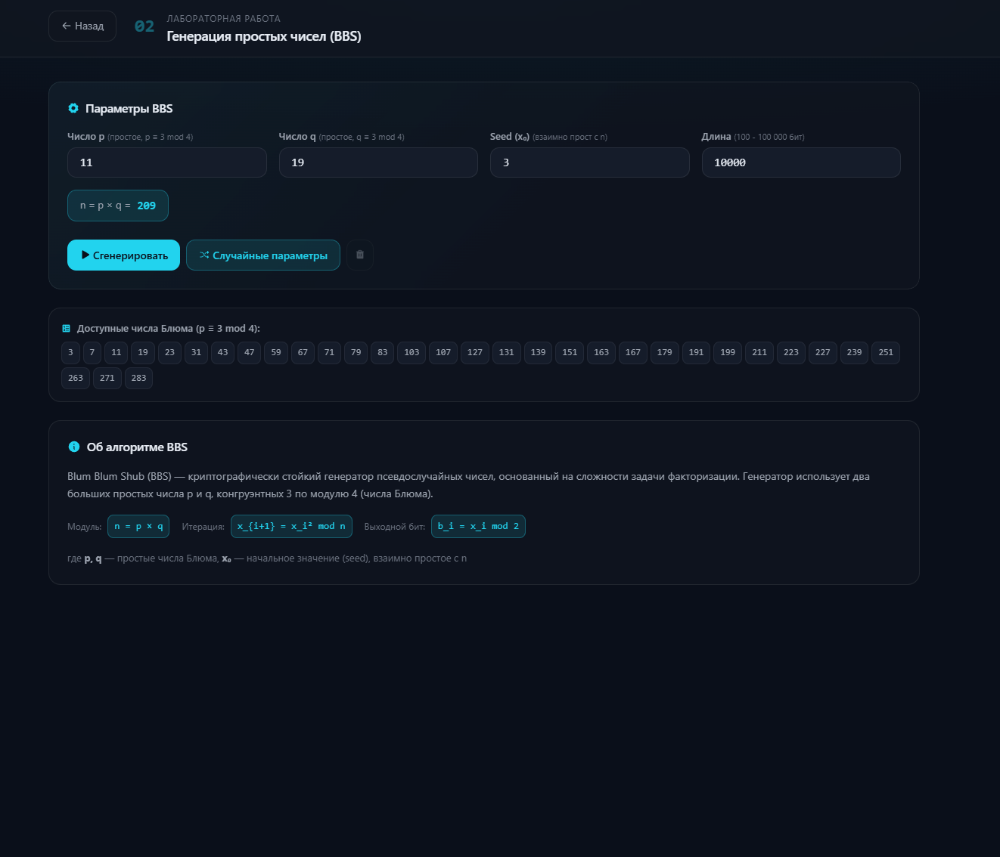 ← Назад
02
ЛАБОРАТОРНАЯ РАБОТА
Генерация простых чисел (BBS)
Параметры BBS
Число p (простое, p ≡ 3 mod 4)
Число q (простое, q ≡ 3 mod 4)
Seed (x₀) (взаимно прост с n)
Длина (100 - 100 000 бит)
11
19
3
10000
n = p × q = 209
Сгенерировать
Случайные параметры
Доступные числа Блюма (p ≡ 3 mod 4):
3 7 11 19 23 31 43 47 59 67 71 79 83 103 107 127 131 139 151 163 167 179 191 199 211 223 227 239 251
263 271 283
Об алгоритме BBS
Blum Blum Shub (BBS) — криптографически стойкий генератор псевдослучайных чисел, основанный на сложности задачи факторизации. Генератор использует два
больших простых числа p и q, конгруэнтных 3 по модулю 4 (числа Блюма).
Модуль: n = p × q Итерация: x_{i+1} = x_i² mod n Выходной бит: b_i = x_i mod 2
где p, q — простые числа Блюма, x₀ — начальное значение (seed), взаимно простое с n